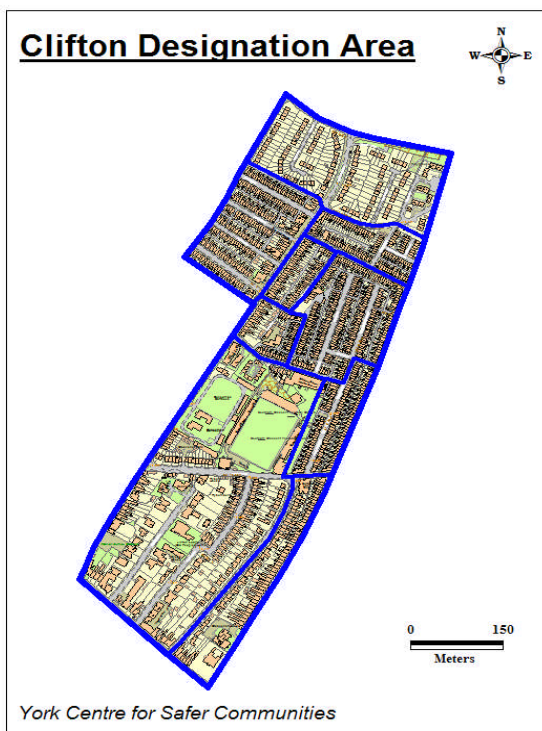 Clifton Designation Area
N
W E
S
0 150
Meters
York Centre for Safer Communities